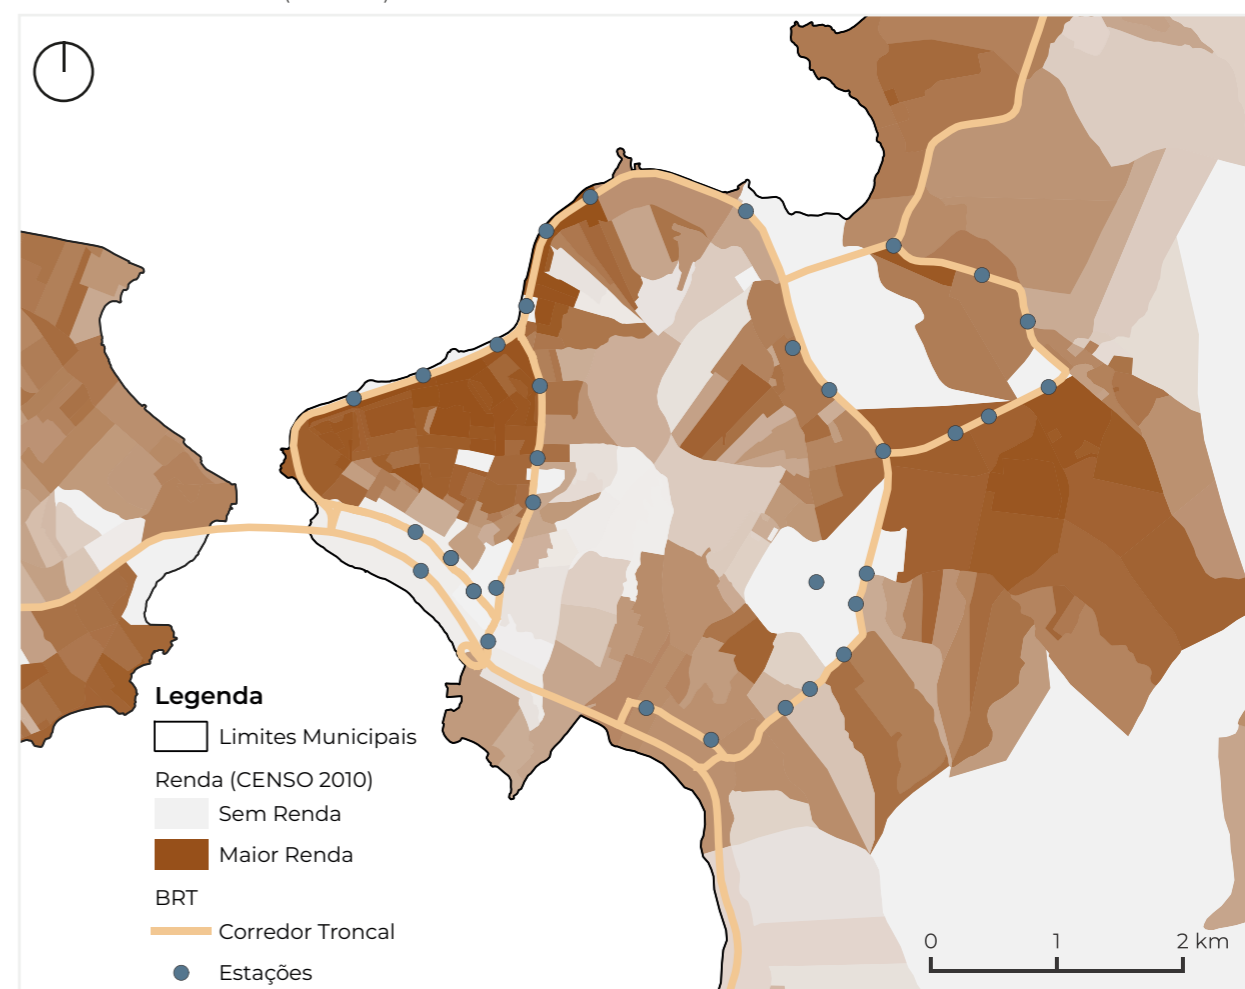 Legenda
Limites Municipais
Renda (CENSO 2010)
Sem Renda
Maior Renda
BRT
Corredor Troncal
Estações
0 1 2 km